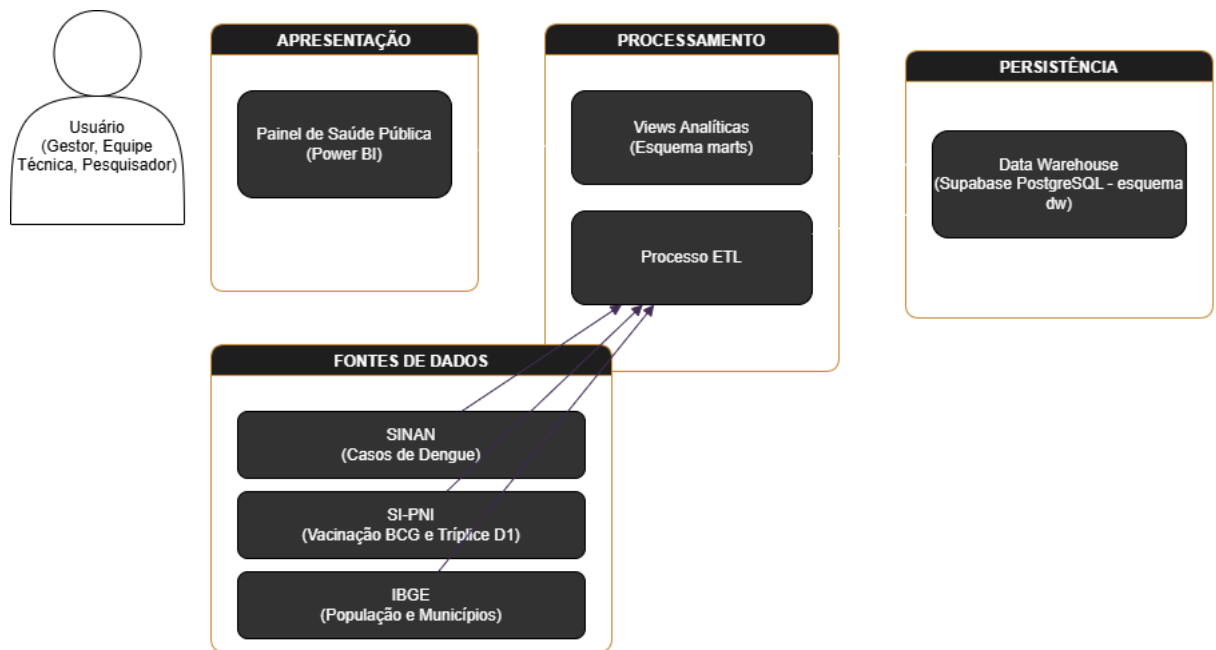 Usuário
(Gestor, Equipe
Técnica, Pesquisador)
APRESENTAÇÃO
Painel de Saúde Pública
(Power BI)
PROCESSAMENTO
Views Analíticas
(Esquema marts)
Processo ETL
PERSISTÊNCIA
Data Warehouse
(Supabase PostgreSQL - esquema
dw)
FONTES DE DADOS
SINAN
(Casos de Dengue)
SI-PNI
(Vacinação BCG e Tríplice D1)
IBGE
(População e Municípios)